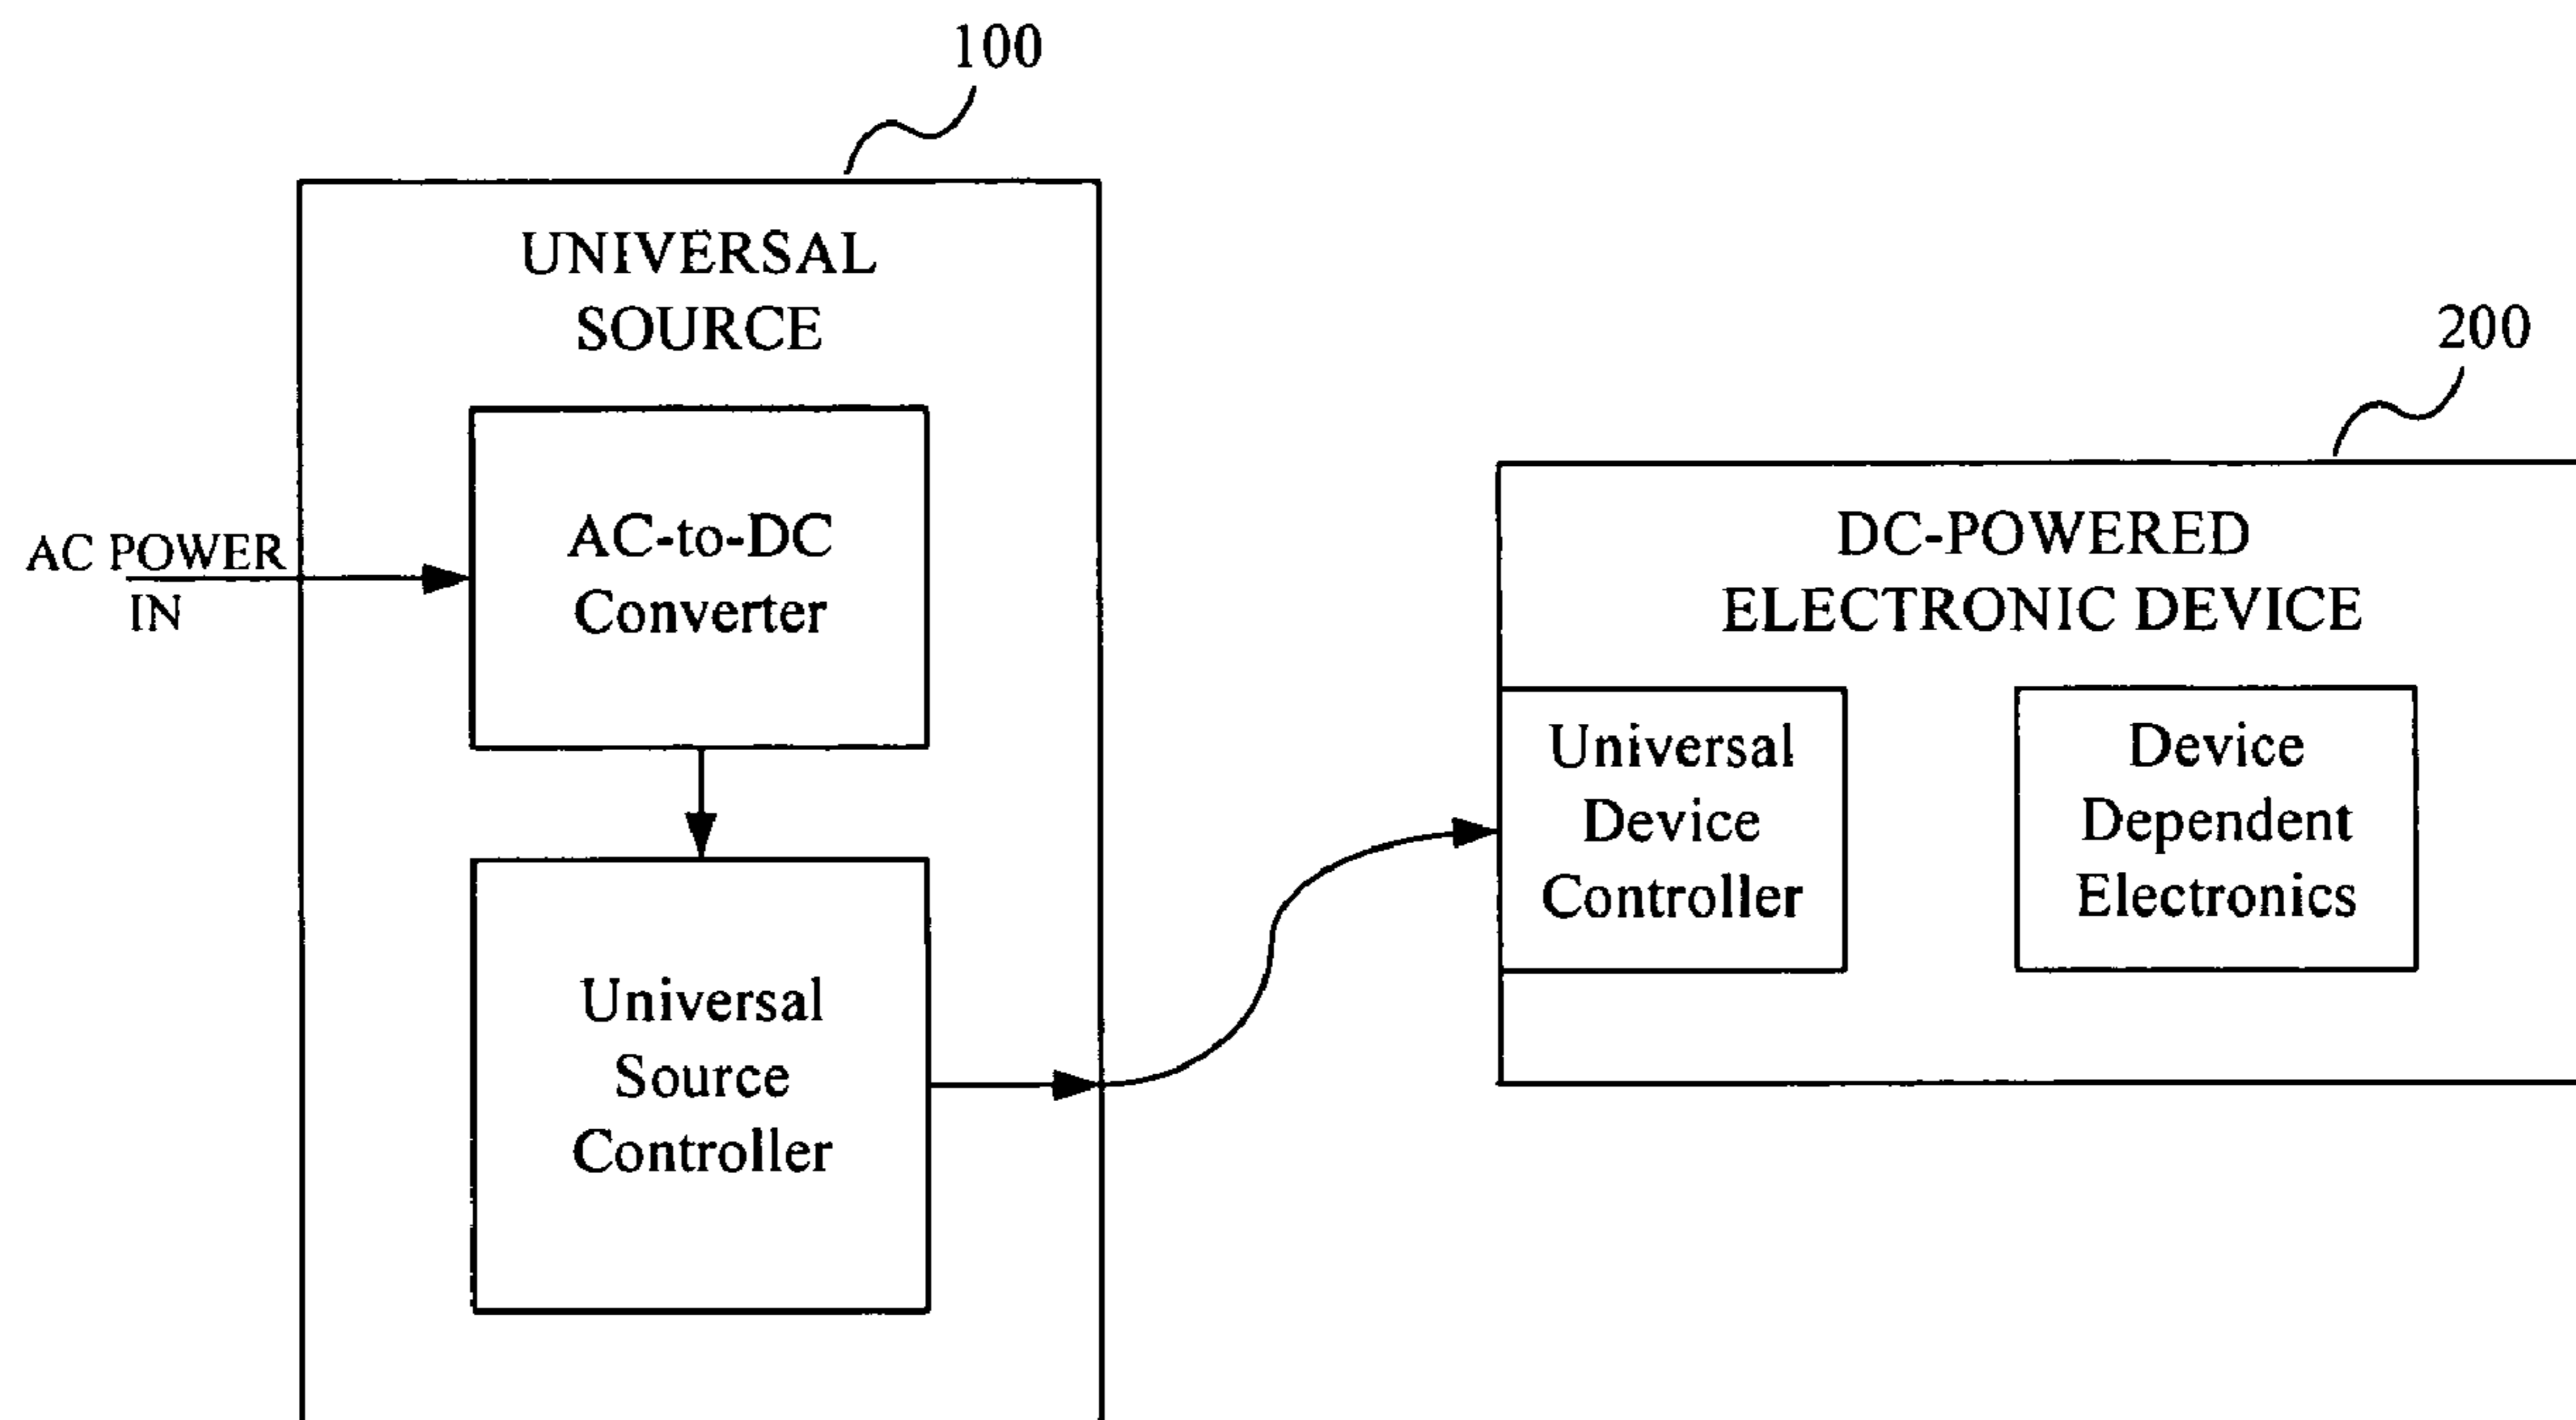 100
UNIVERSAL
SOURCE
AC-to-DC
Converter
AC POWER
IN
Universal
Source
Controller
200
DC-POWERED
ELECTRONIC DEVICE
Universal
Device
Controller
Device
Dependent
Electronics